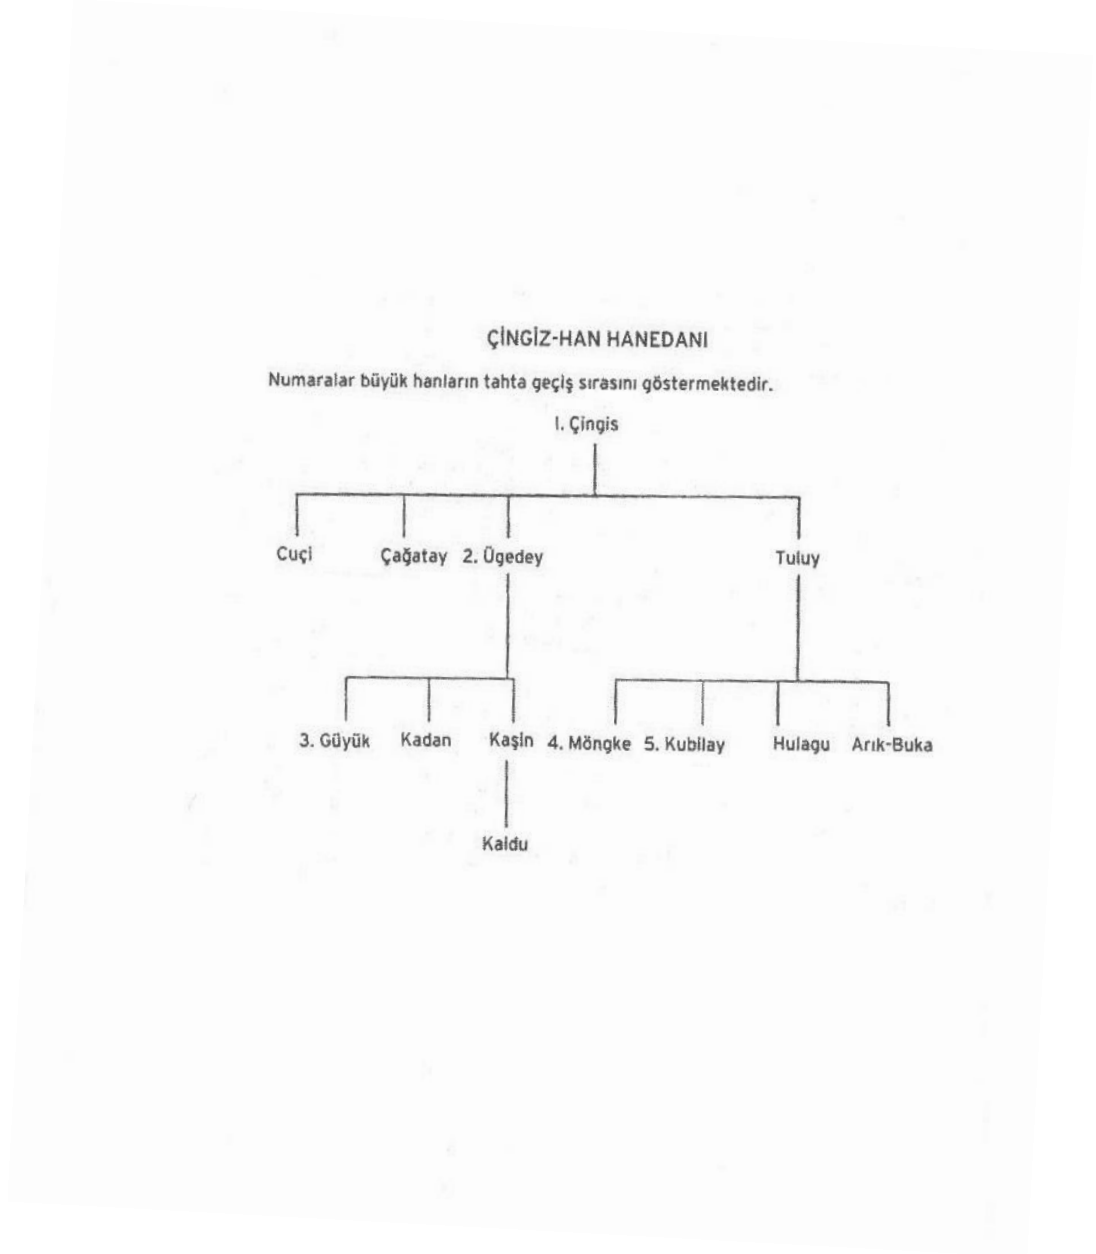 ÇİNGİZ-HAN HANEDANI
Numaralar büyük hanların tahta geçiş sırasını göstermektedir.
1. Çingis
Cuçi Çağatay 2. Ügedey Tuluy
3. Güyük Kadan Kaşin 4. Möngke 5. Kubilay Hulagu Arık-Buka
Kaidu